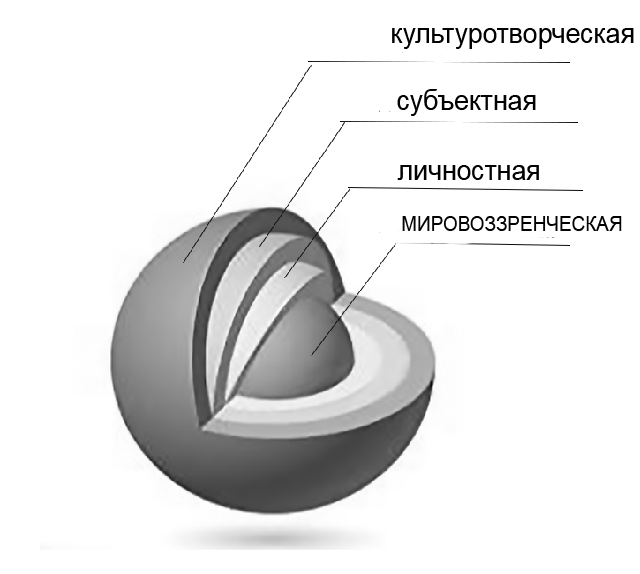 культуротворческая
субъектная
личностная
МИРОВОЗЗРЕНЧЕСКАЯ